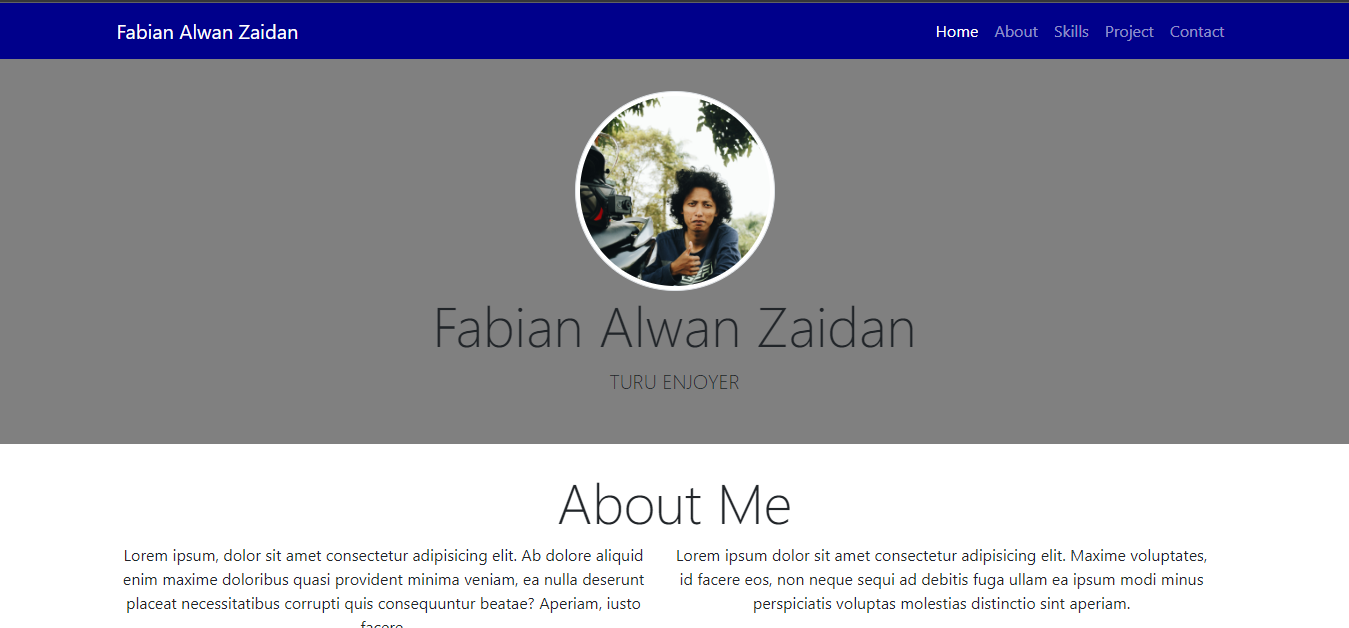 Fabian Alwan Zaidan
Home About Skills Project Contact
Fabian Alwan Zaidan
TURU ENJOYER
About Me
Lorem ipsum, dolor sit amet consectetur adipisicing elit. Ab dolore aliquid
enim maxime doloribus quasi provident minima veniam, ea nulla deserunt
placeat necessitatibus corrupti quis consequuntur beatae? Aperiam, iusto
facere
Lorem ipsum dolor sit amet consectetur adipisicing elit. Maxime voluptates,
id facere eos, non neque sequi ad debitis fuga ullam ea ipsum modi minus
perspiciatis voluptas molestias distinctio sint aperiam.